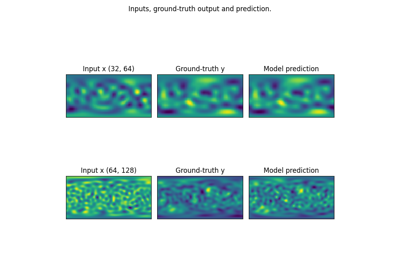 Inputs, ground-truth output and prediction.
Input x (32, 64) Ground-truth y Model prediction
Input x (64, 128) Ground-truth y Model prediction